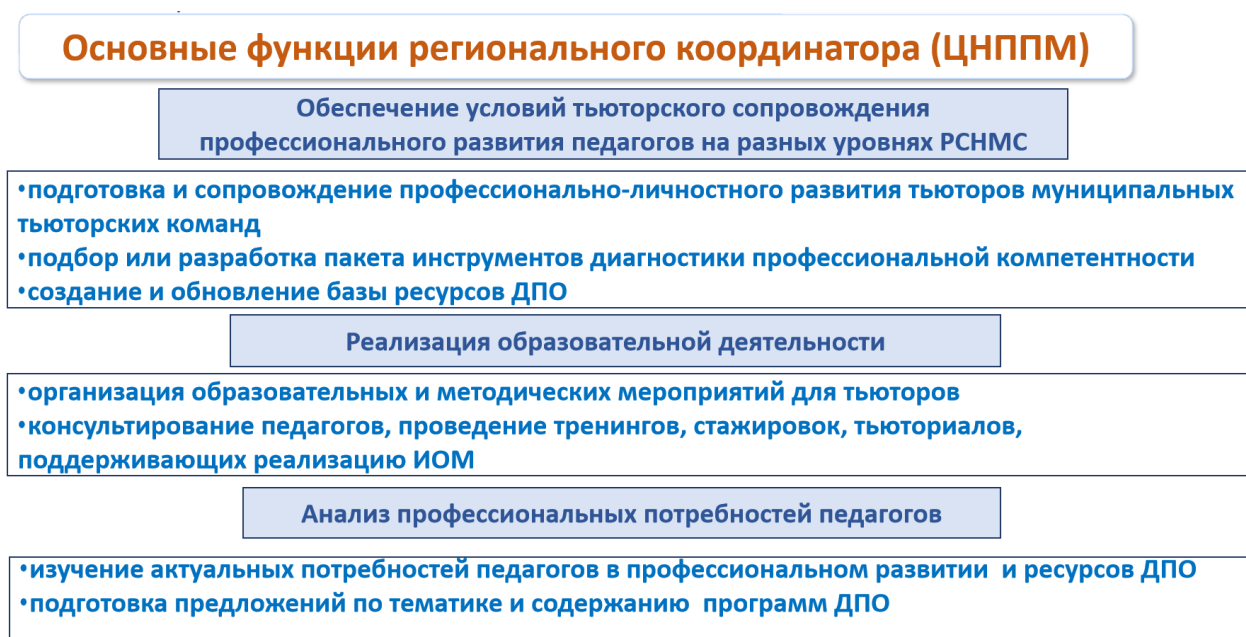 Основные функции регионального координатора (ЦНППМ)
Обеспечение условий тьюторского сопровождения
профессионального развития педагогов на разных уровнях РСНМС
•подготовка и сопровождение профессионально-личностного развития тьюторов муниципальных
тьюторских команд
•подбор или разработка пакета инструментов диагностики профессиональной компетентности
•создание и обновление базы ресурсов ДПО
Реализация образовательной деятельности
•организация образовательных и методических мероприятий для тьюторов
•консультирование педагогов, проведение тренингов, стажировок, тьюториалов,
поддерживающих реализацию ИОМ
Анализ профессиональных потребностей педагогов
•изучение актуальных потребностей педагогов в профессиональном развитии и ресурсов ДПО
•подготовка предложений по тематике и содержанию программ ДПО